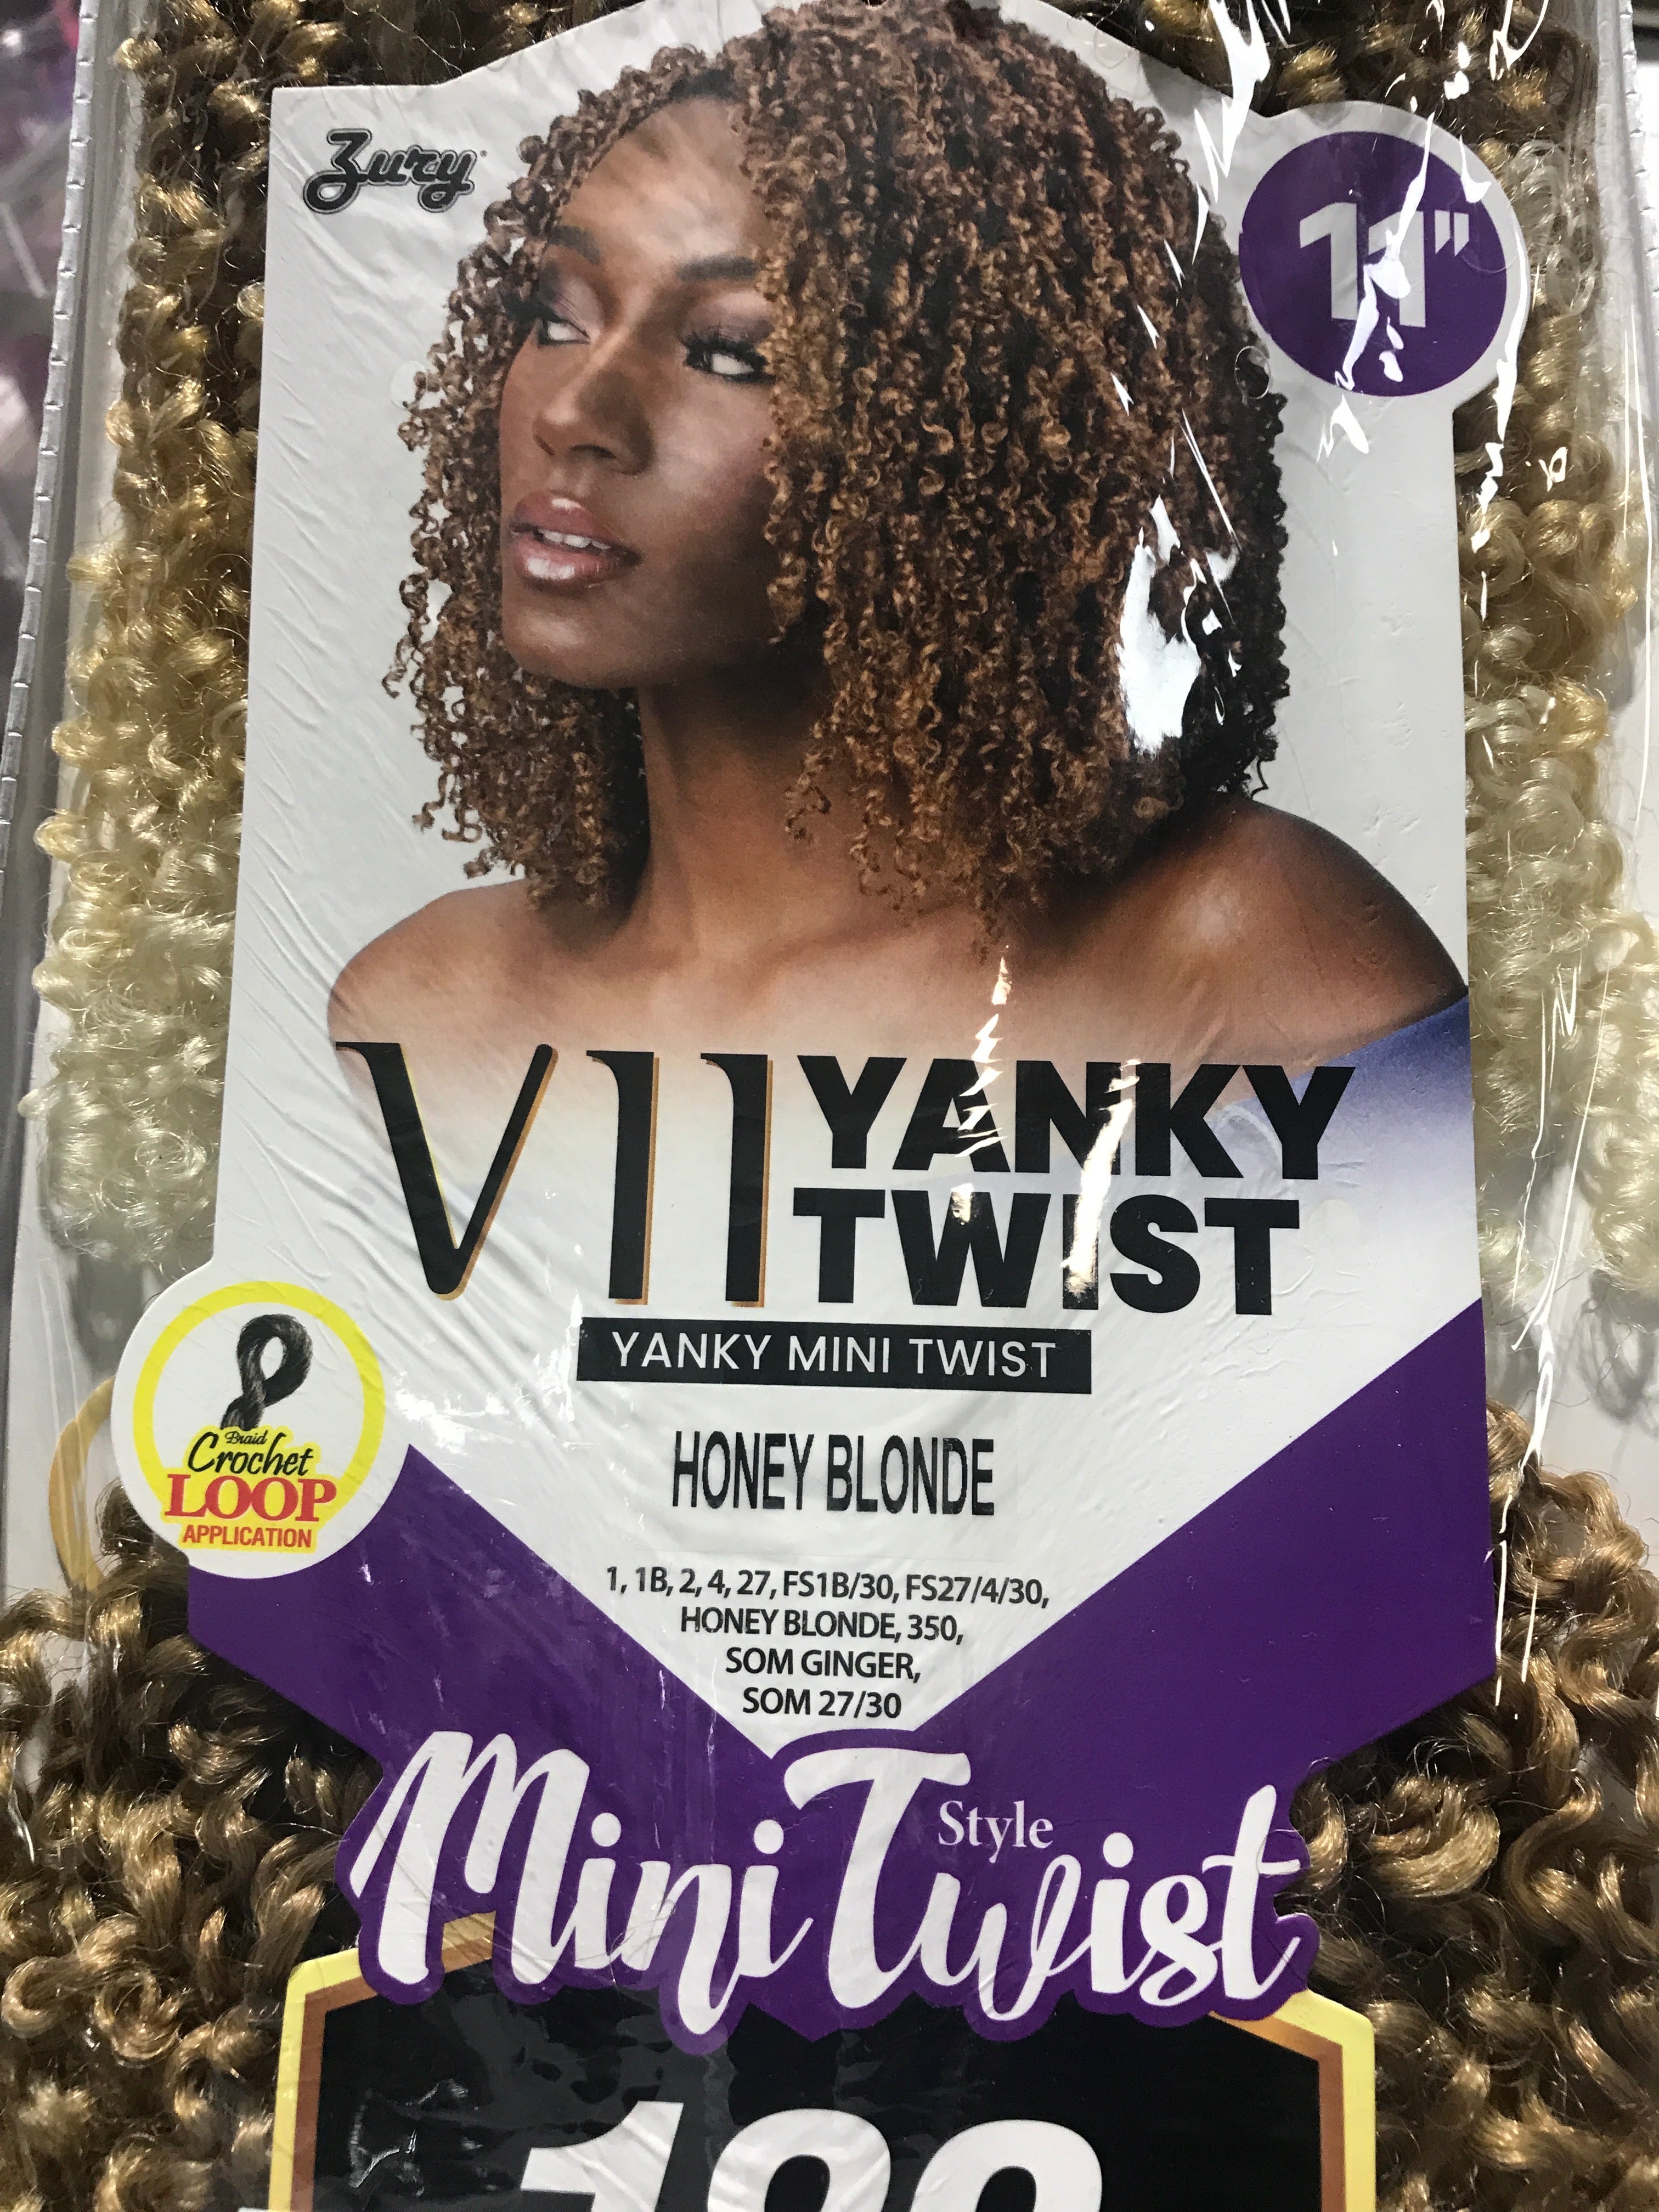 Zury
11"
VII YANKY
TWIST
YANKY MINI TWIST
HONEY BLONDE
Braid
Crochet
LOOP
APPLICATION
1, 1B, 2, 4, 27, FS1B/30, FS27/4/30,
HONEY BLONDE, 350,
SOM GINGER,
SOM 27/30
Mini Twist
Style